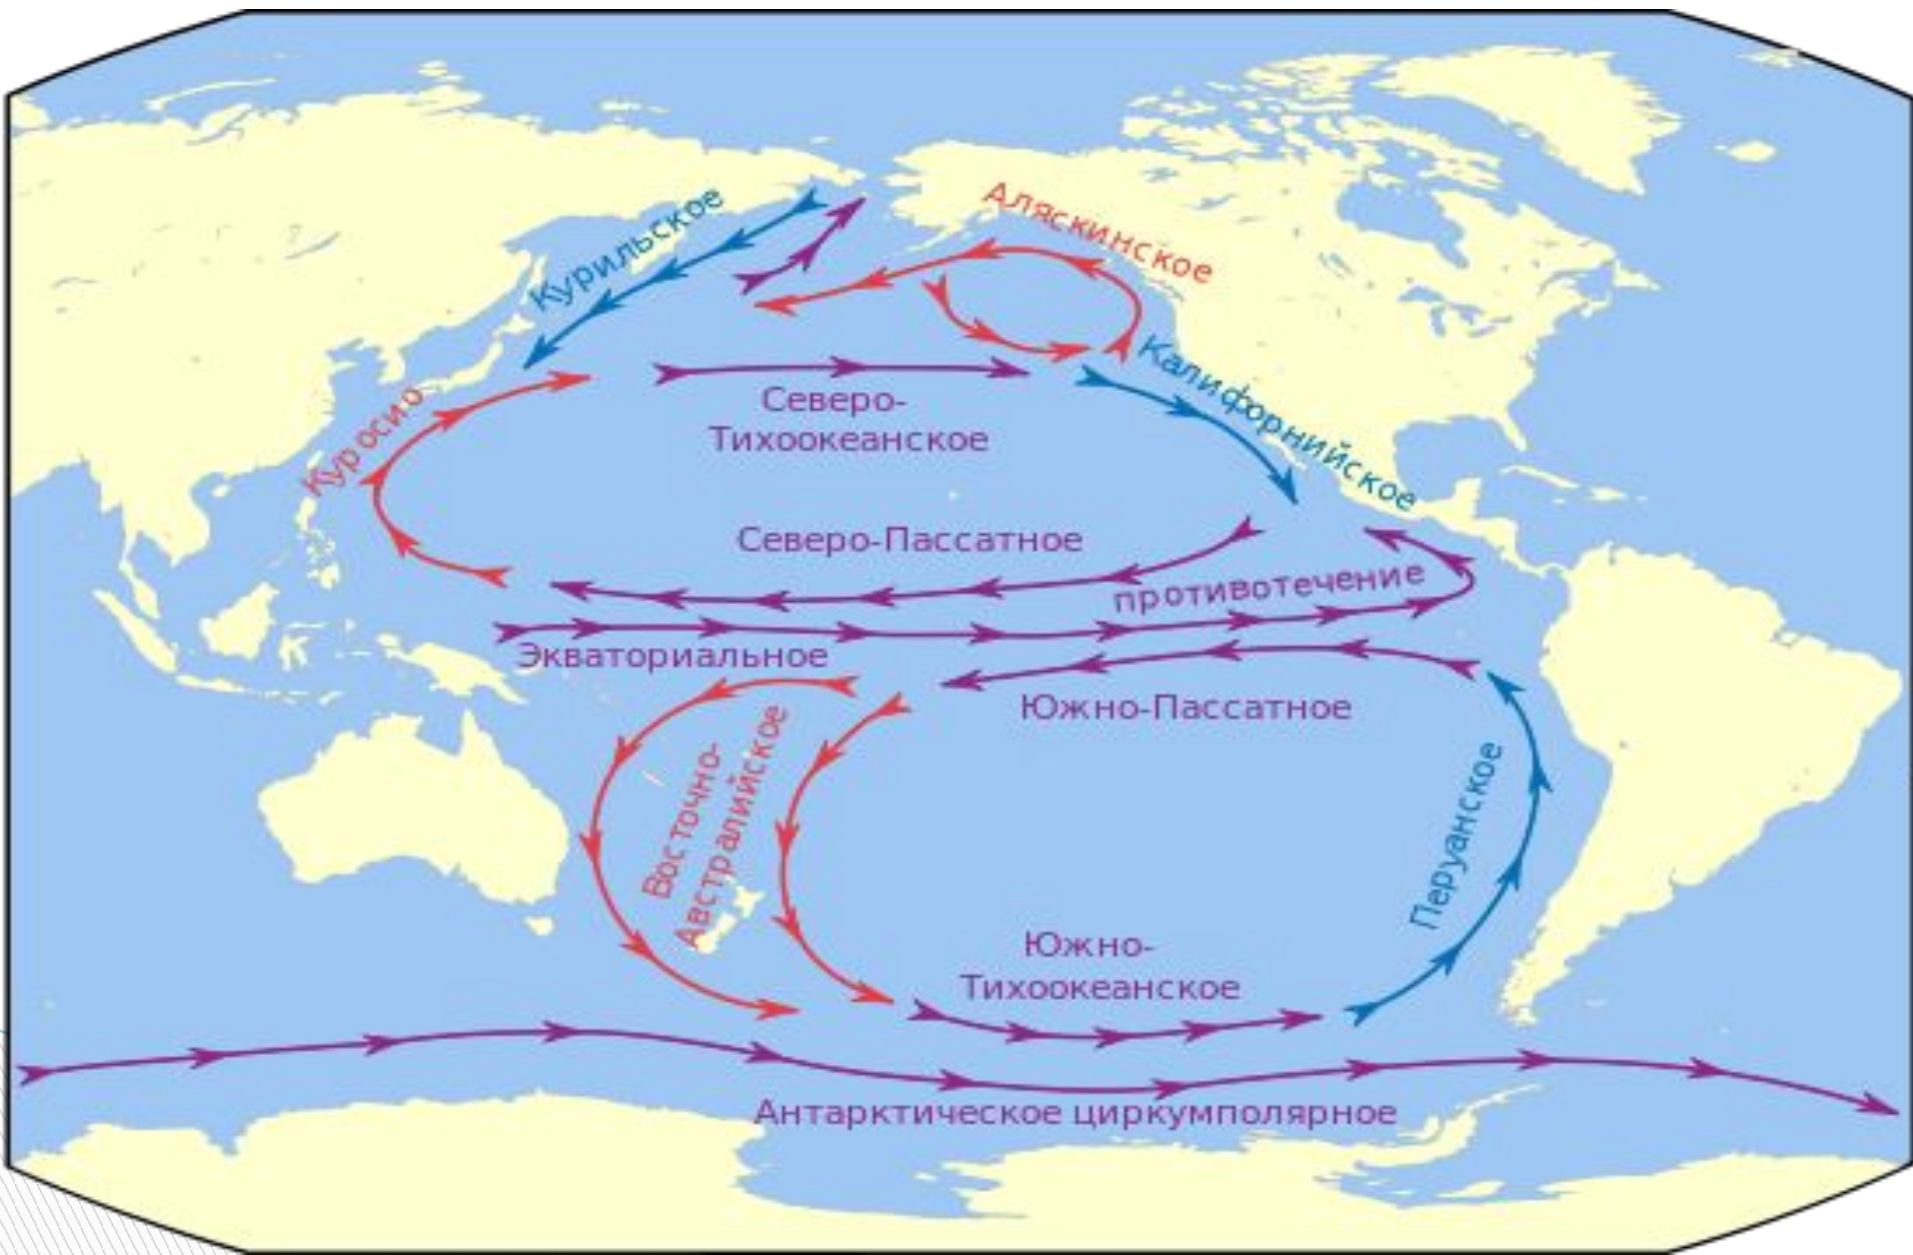 Курильское
Аляскинское
Калифорнийское
Куросио
Северо-
Тихоокеанское
Северо-Пассатное
противотечение
Экваториальное
Южно-Пассатное
Восточно-
Австралийское
Перуанское
Южно-
Тихоокеанское
Антарктическое циркумполярное